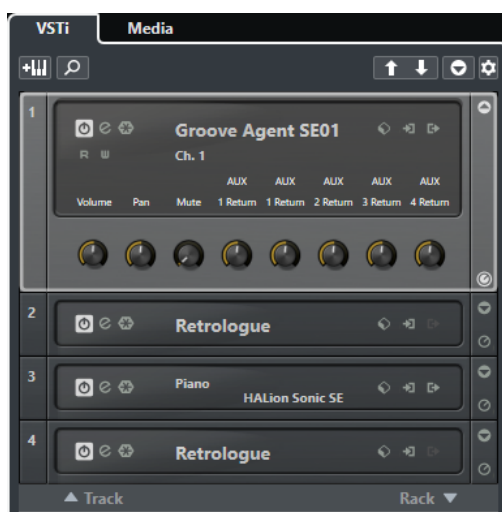 VSTi Media
1
Groove Agent SE01
R W
Ch. 1
AUX AUX AUX AUX AUX
Volume Pan Mute 1 Return 1 Return 2 Return 3 Return 4 Return
2
Retrologue
3
Piano
HALion Sonic SE
4
Retrologue
Track Rack